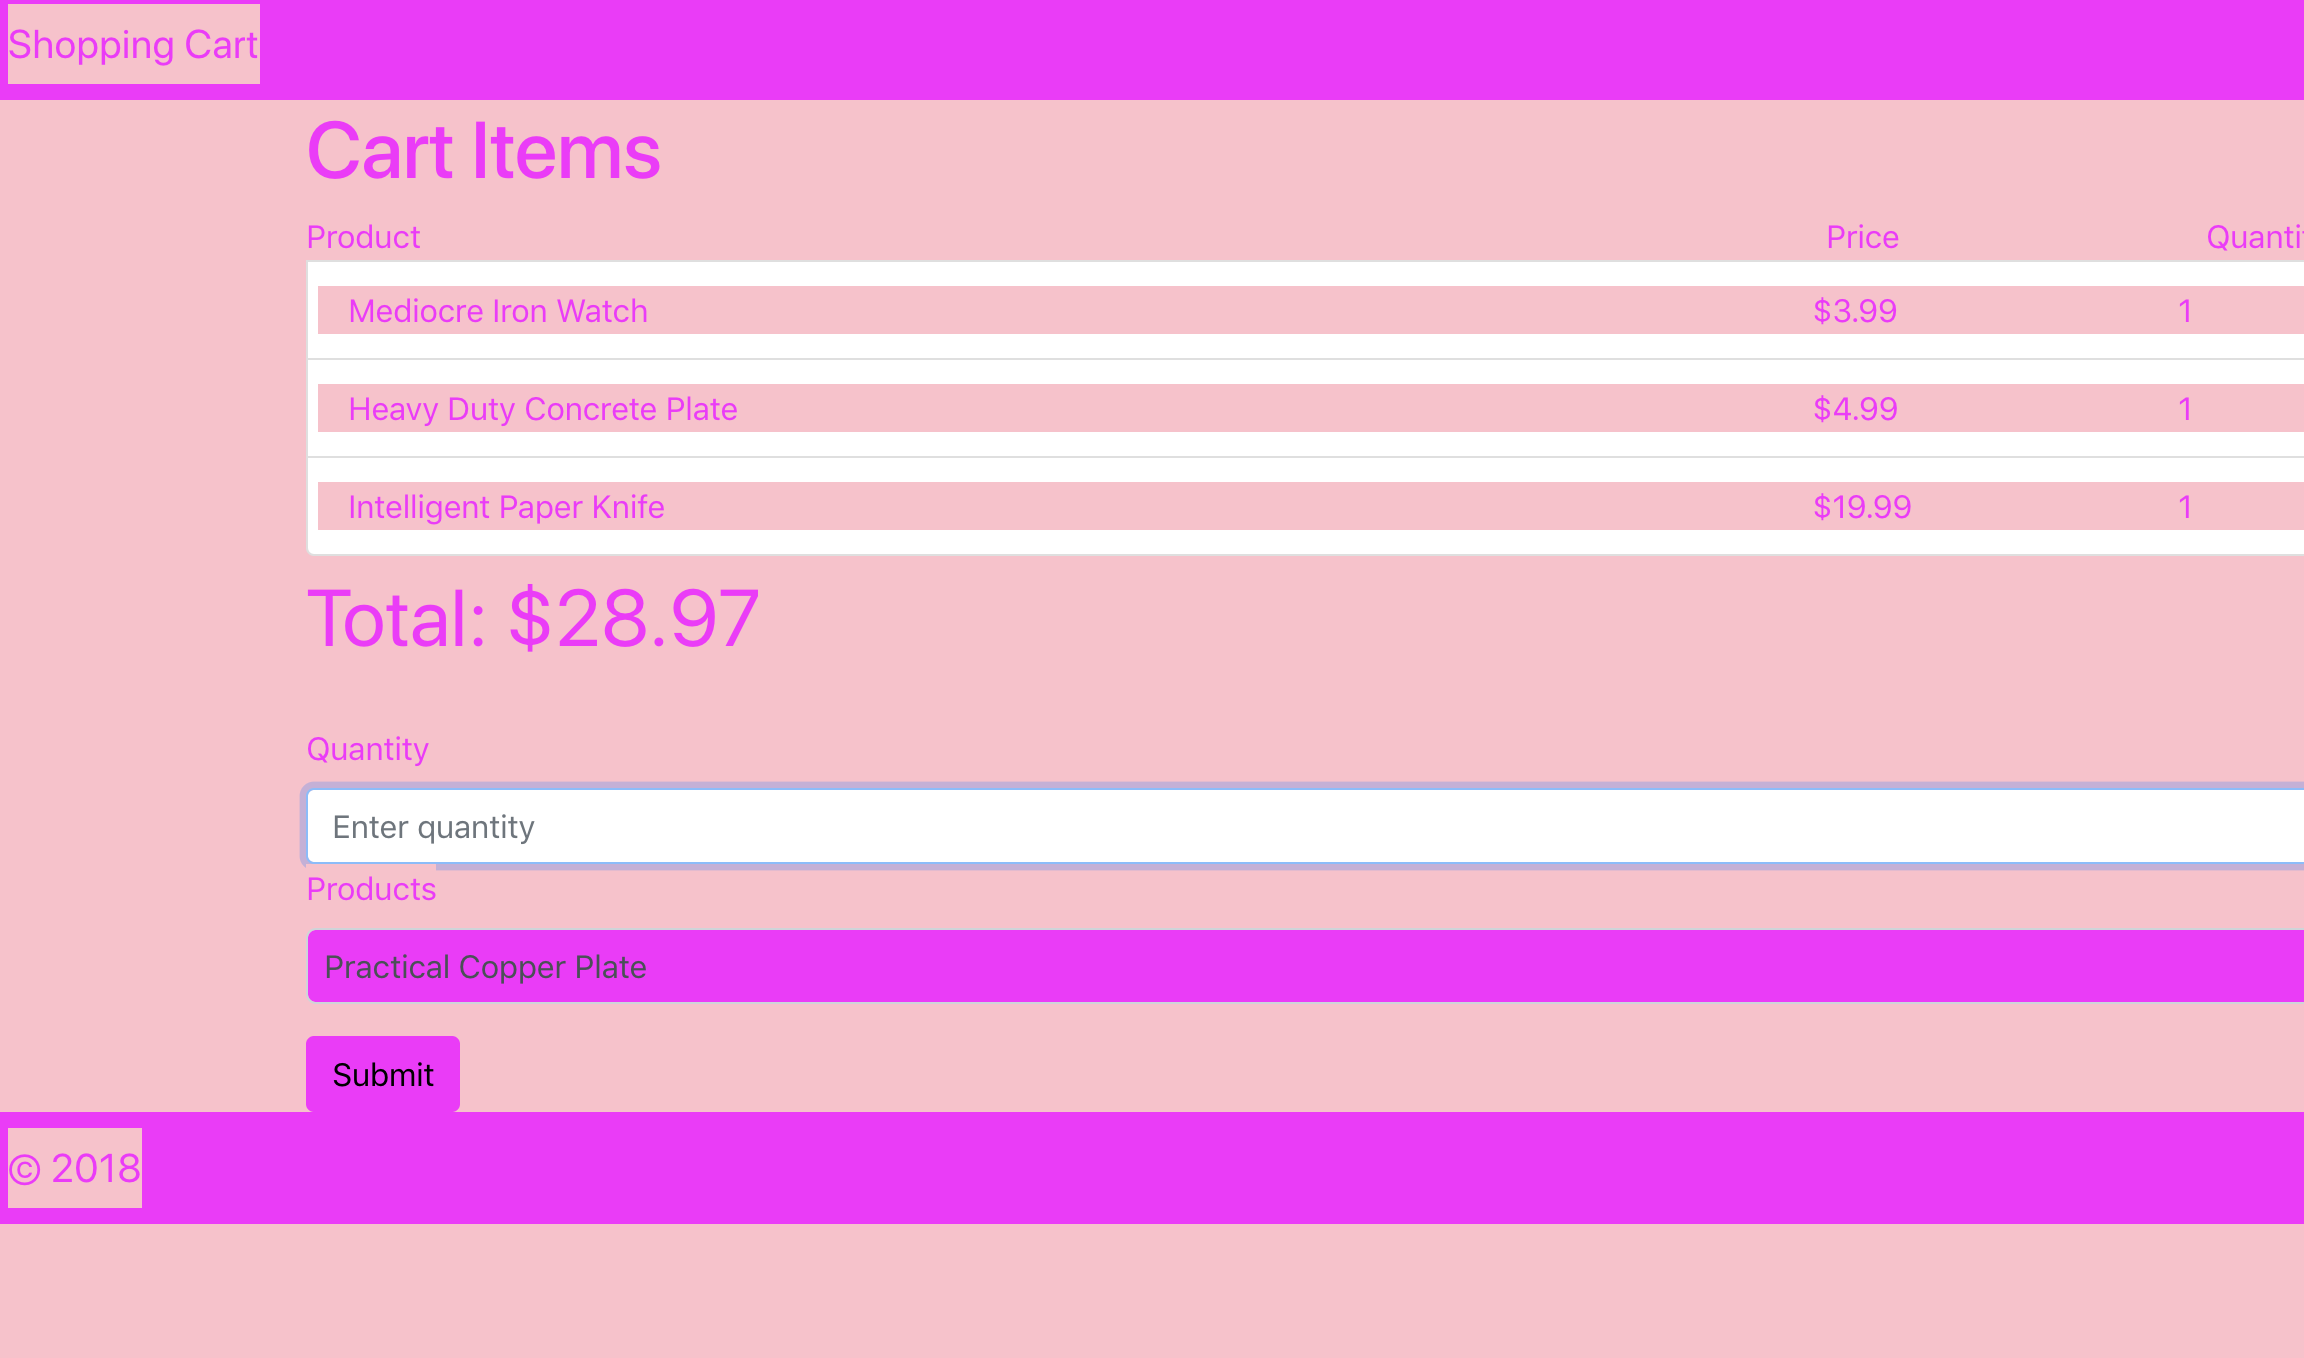 Shopping Cart
Cart Items
Product Price Quanti
Mediocre Iron Watch $3.99 1
Heavy Duty Concrete Plate $4.99 1
Intelligent Paper Knife $19.99 1
Total: $28.97
Quantity
Enter quantity
Products
Practical Copper Plate
Submit
© 2018